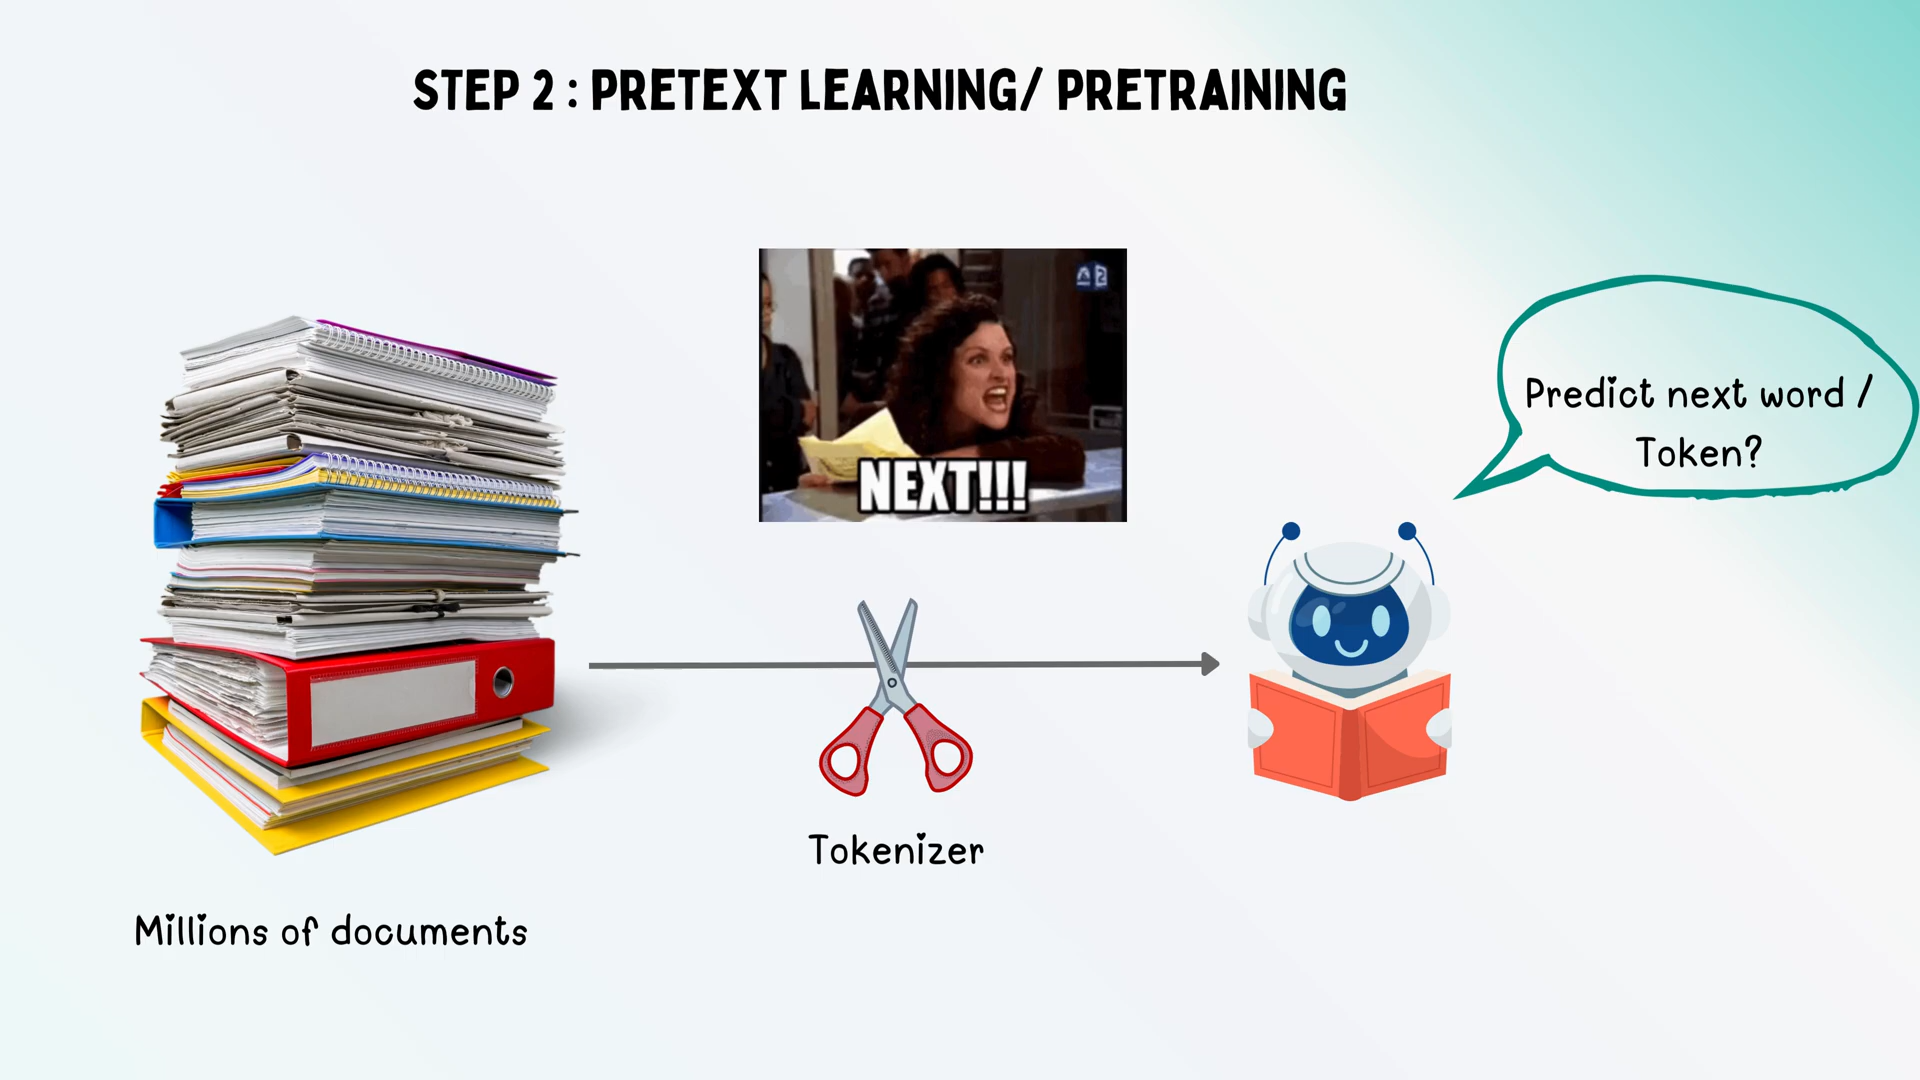 STEP 2 : PRETEXT LEARNING/ PRETRAINING
NEXT!!!
Predict next word /
Token?
Tokenizer
Millions of documents